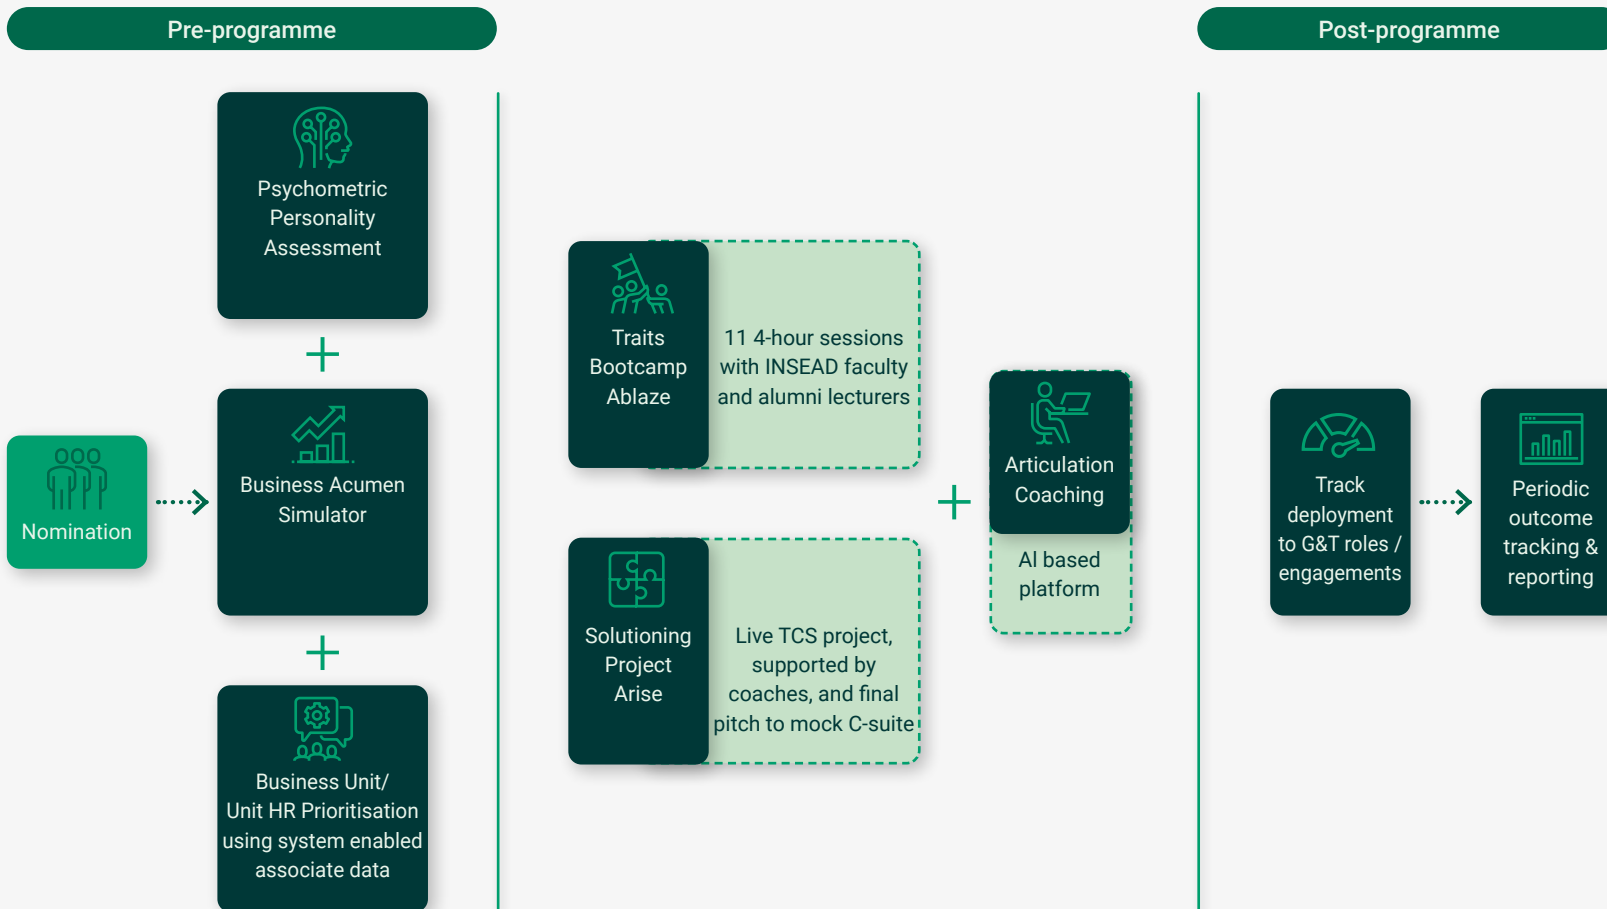 Pre-programme
Post-programme
Psychometric
Personality
Assessment
Nomination
Business Acumen
Simulator
Business Unit/
Unit HR Prioritisation
using system enabled
associate data
Traits
Bootcamp
Ablaze
11 4-hour sessions
with INSEAD faculty
and alumni lecturers
Solutioning
Project
Arise
Live TCS project,
supported by
coaches, and final
pitch to mock C-suite
Articulation
Coaching
AI based
platform
Track
deployment
to G&T roles /
engagements
Periodic
outcome
tracking &
reporting